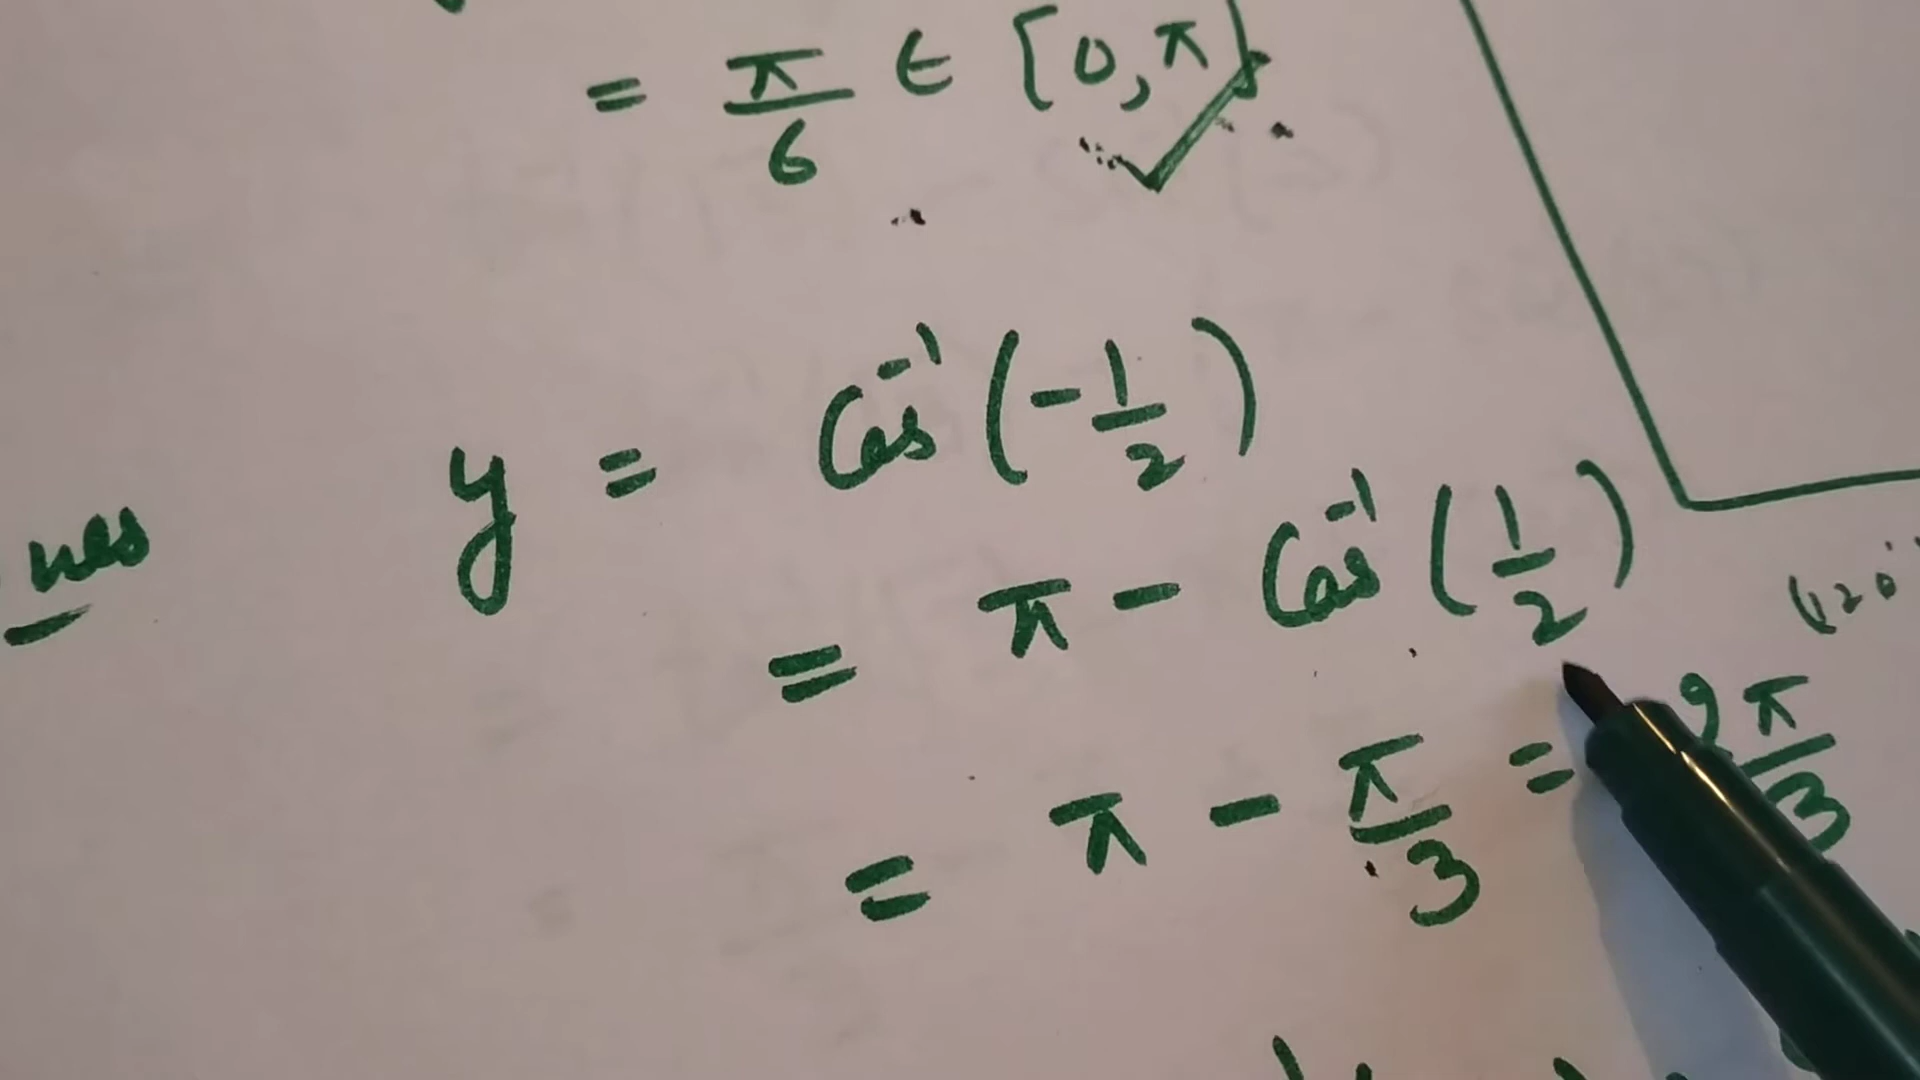 = π/6 ∈ [0, π]
y = Cos⁻¹(-1/2)
= π - Cos⁻¹(1/2)
= π - π/3 = 2π/3